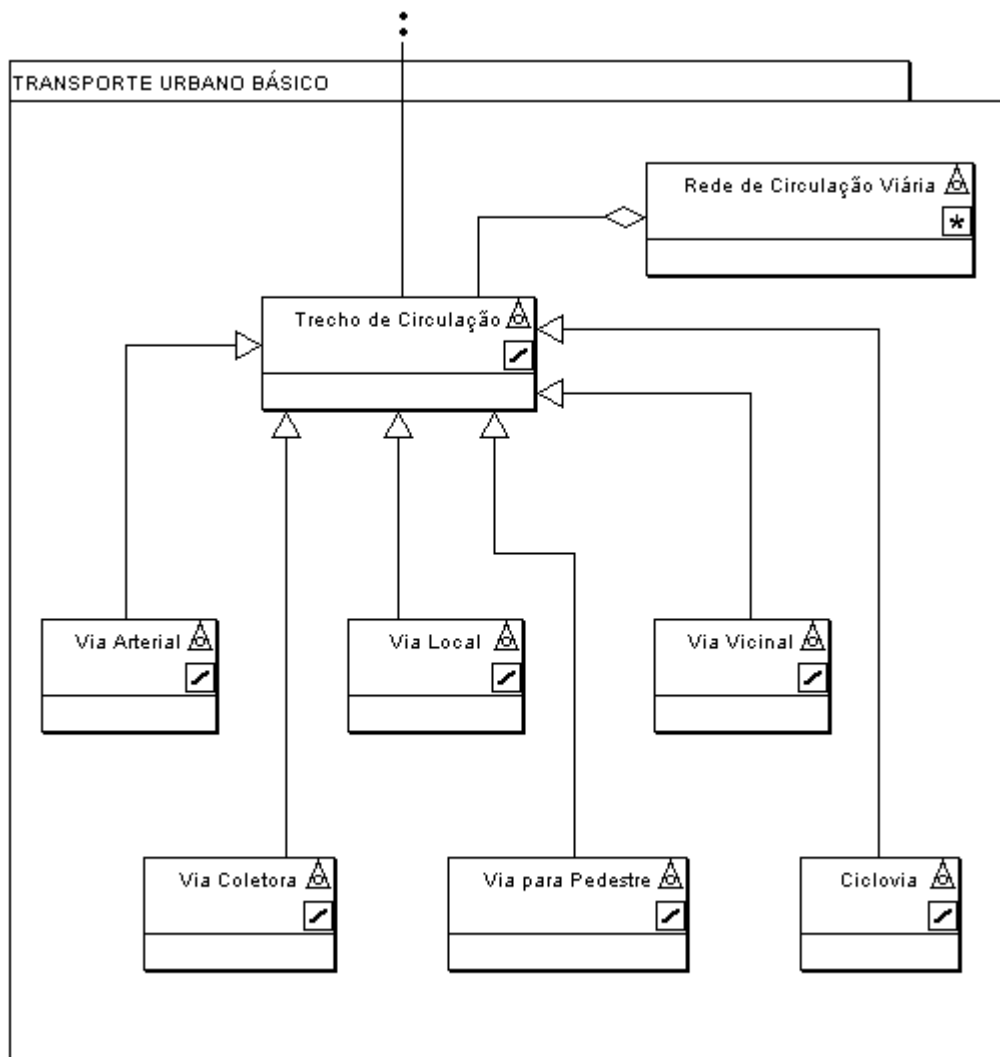 TRANSPORTE URBANO BÁSICO
Rede de Circulação Viária
*
Trecho de Circulação
Via Arterial
Via Local
Via Vicinal
Via Coletora
Via para Pedestre
Ciclovia